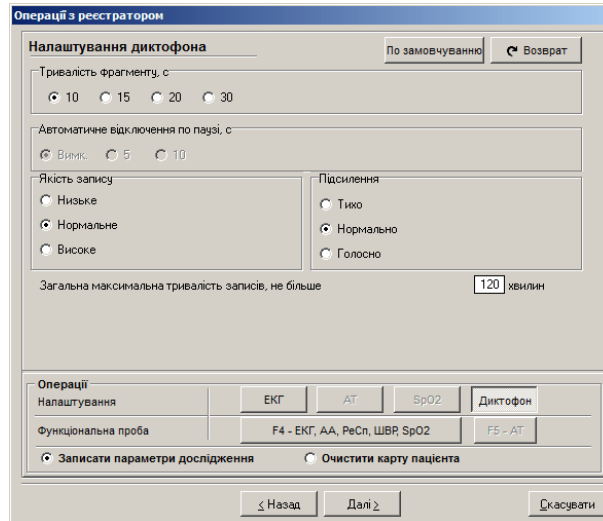 Операції з реєстратором
Налаштування диктофона
По замовчуванню
Возврат
Тривалість фрагменту, с
10 15 20 30
Автоматичне відключення по паузі, с
Вимк. 5 10
Якість запису
Низьке
Нормальне
Високе
Підсилення
Тихо
Нормально
Голосно
Загальна максимальна тривалість записів, не більше 120 хвилин
Операції
Налаштування ЕКГ АТ SpO2 Диктофон
Функціональна проба F4 - ЕКГ, АА, РеСп, ШВР, SpO2 F5 - АТ
Записати параметри дослідження Очистити карту пацієнта
< Назад Далі > Скасувати